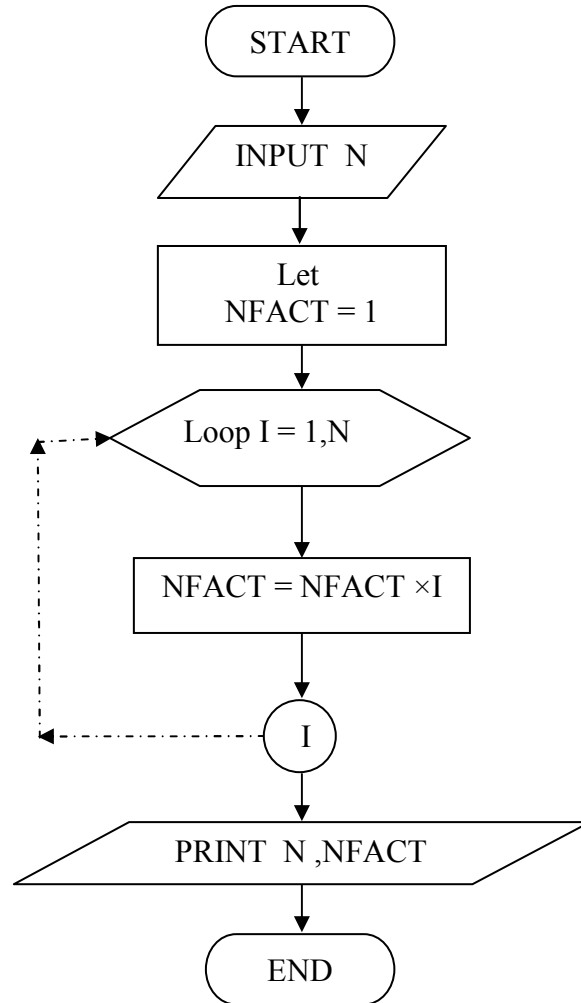 START
INPUT N
Let
NFACT = 1
Loop I = 1,N
NFACT = NFACT ×I
I
PRINT N ,NFACT
END